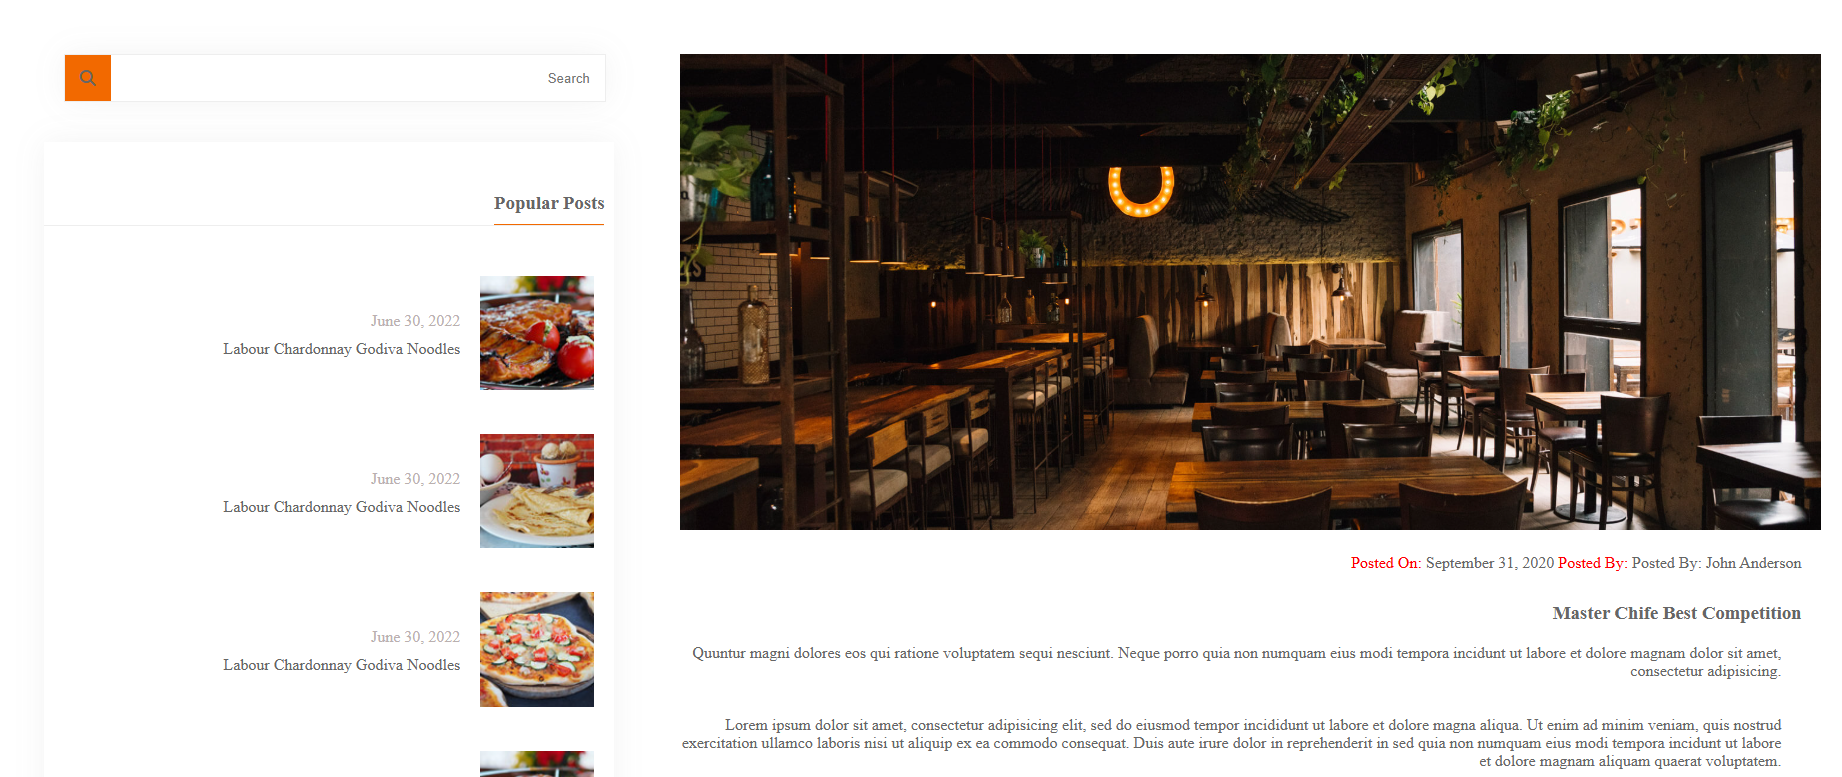 Search
Popular Posts
June 30, 2022
Labour Chardonnay Godiva Noodles
June 30, 2022
Labour Chardonnay Godiva Noodles
June 30, 2022
Labour Chardonnay Godiva Noodles
Posted On: September 31, 2020 Posted By: Posted By: John Anderson
Master Chife Best Competition
Quuntur magni dolores eos qui ratione voluptatem sequi nesciunt. Neque porro quia non numquam eius modi tempora incidunt ut labore et dolore magnam dolor sit amet,
consectetur adipisicing.
Lorem ipsum dolor sit amet, consectetur adipisicing elit, sed do eiusmod tempor incididunt ut labore et dolore magna aliqua. Ut enim ad minim veniam, quis nostrud
exercitation ullamco laboris nisi ut aliquip ex ea commodo consequat. Duis aute irure dolor in reprehenderit in sed quia non numquam eius modi tempora incidunt ut labore
et dolore magnam aliquam quaerat voluptatem.